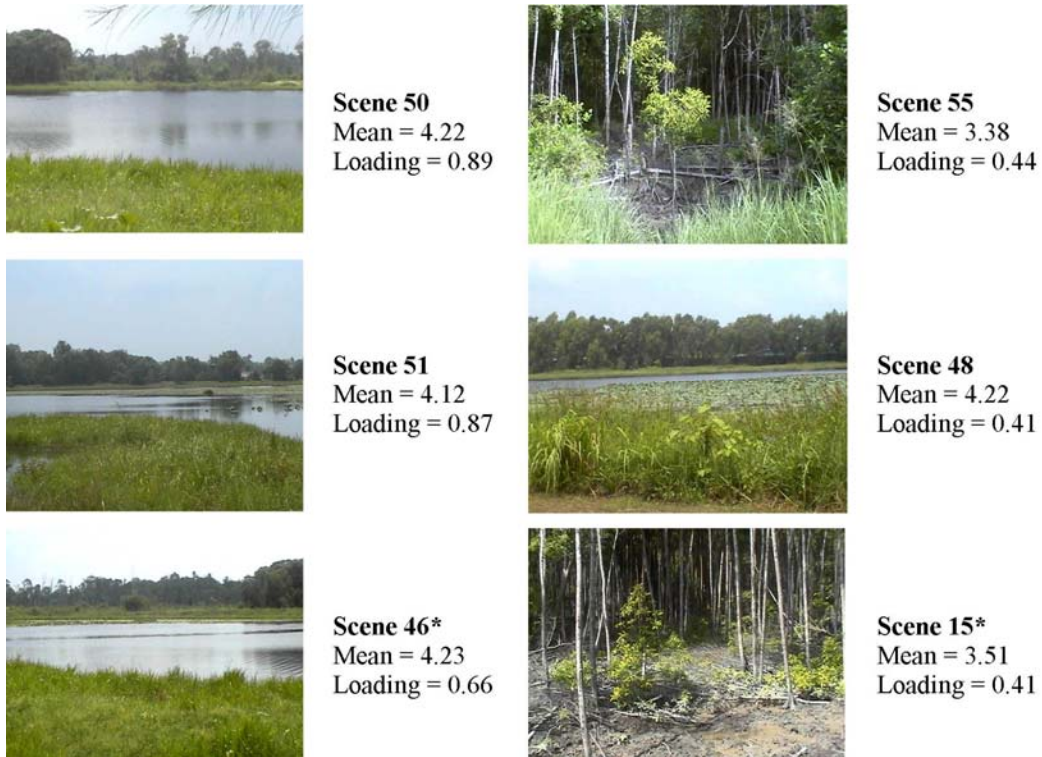 Scene 50
Mean = 4.22
Loading = 0.89
Scene 55
Mean = 3.38
Loading = 0.44
Scene 51
Mean = 4.12
Loading = 0.87
Scene 48
Mean = 4.22
Loading = 0.41
Scene 46*
Mean = 4.23
Loading = 0.66
Scene 15*
Mean = 3.51
Loading = 0.41